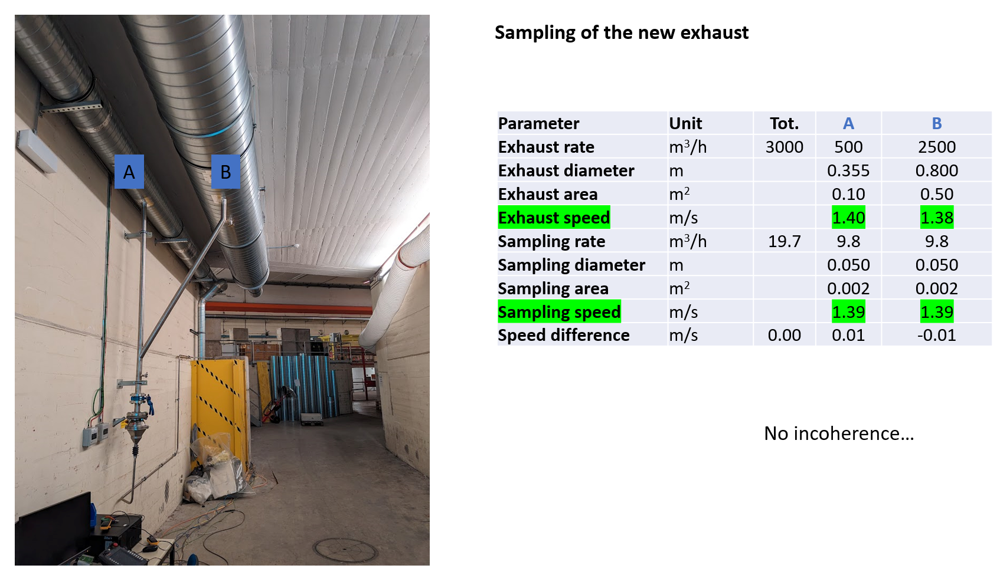 Sampling of the new exhaust
A
B
Parameter Unit Tot. A B
Exhaust rate m³/h 3000 500 2500
Exhaust diameter m 0.355 0.800
Exhaust area m² 0.10 0.50
Exhaust speed m/s 1.40 1.38
Sampling rate m³/h 19.7 9.8 9.8
Sampling diameter m 0.050 0.050
Sampling area m² 0.002 0.002
Sampling speed m/s 1.39 1.39
Speed difference m/s 0.00 0.01 -0.01
No incoherence...